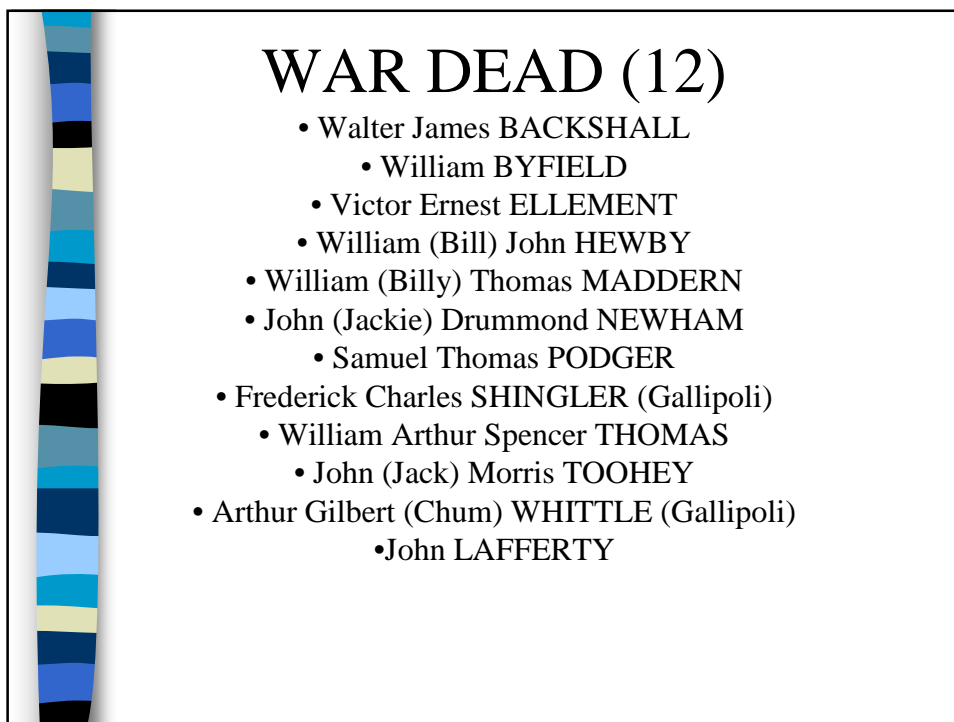 WAR DEAD (12)
• Walter James BACKSHALL
• William BYFIELD
• Victor Ernest ELLEMENT
• William (Bill) John HEWBY
• William (Billy) Thomas MADDERN
• John (Jackie) Drummond NEWHAM
• Samuel Thomas PODGER
• Frederick Charles SHINGLER (Gallipoli)
• William Arthur Spencer THOMAS
• John (Jack) Morris TOOHEY
• Arthur Gilbert (Chum) WHITTLE (Gallipoli)
•John LAFFERTY